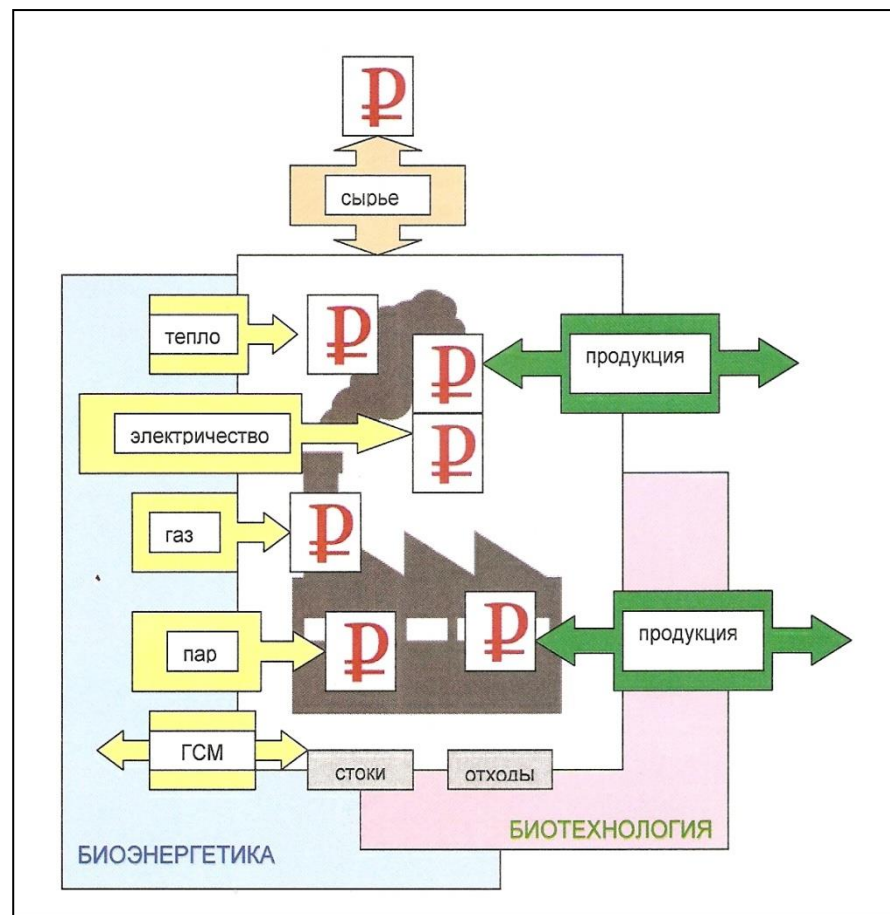 ₽
сырье
тепло
₽
₽
продукция
электричество
₽
газ
₽
пар
₽
₽
продукция
ГСМ
стоки
отходы
БИОТЕХНОЛОГИЯ
БИОЭНЕРГЕТИКА